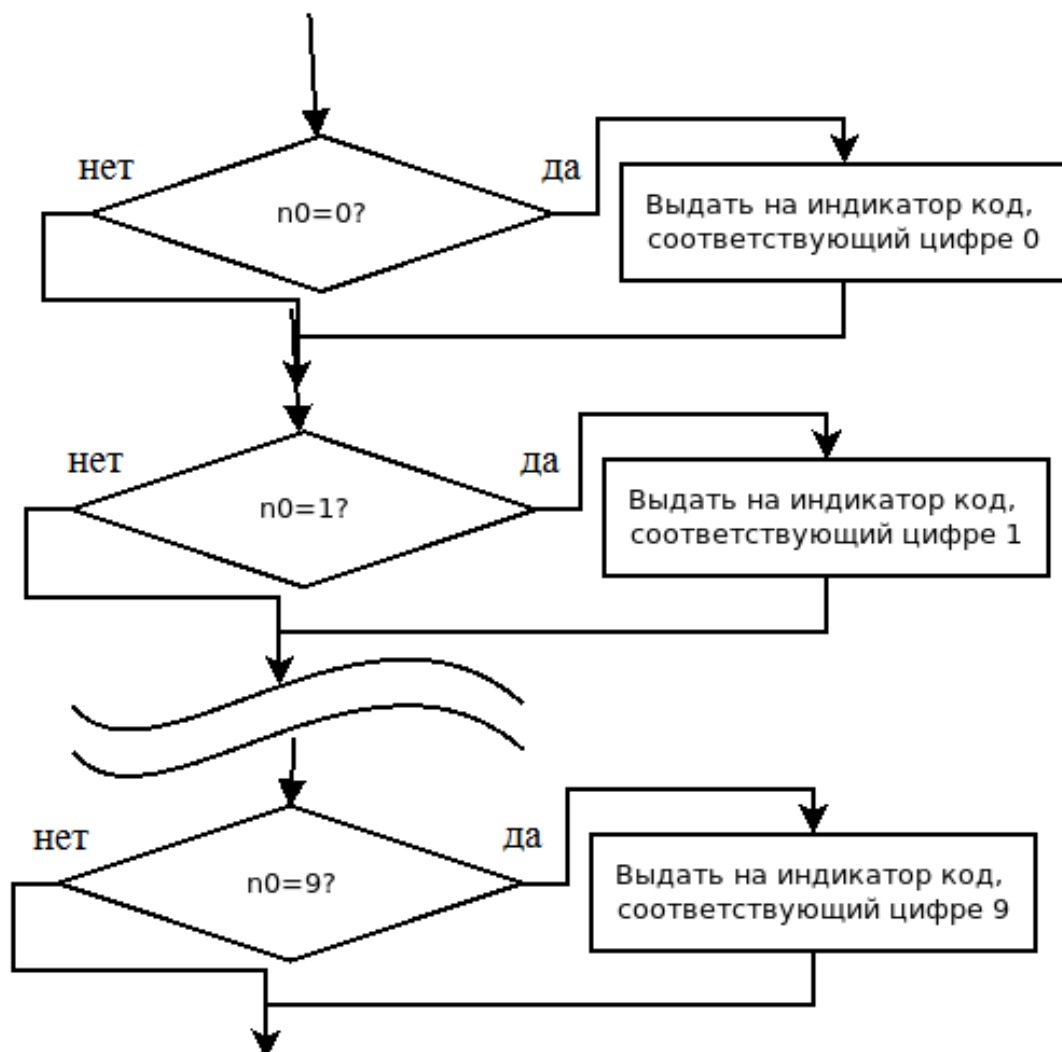 нет
да
n0=0?
Выдать на индикатор код,
соответствующий цифре 0
нет
да
n0=1?
Выдать на индикатор код,
соответствующий цифре 1
нет
да
n0=9?
Выдать на индикатор код,
соответствующий цифре 9